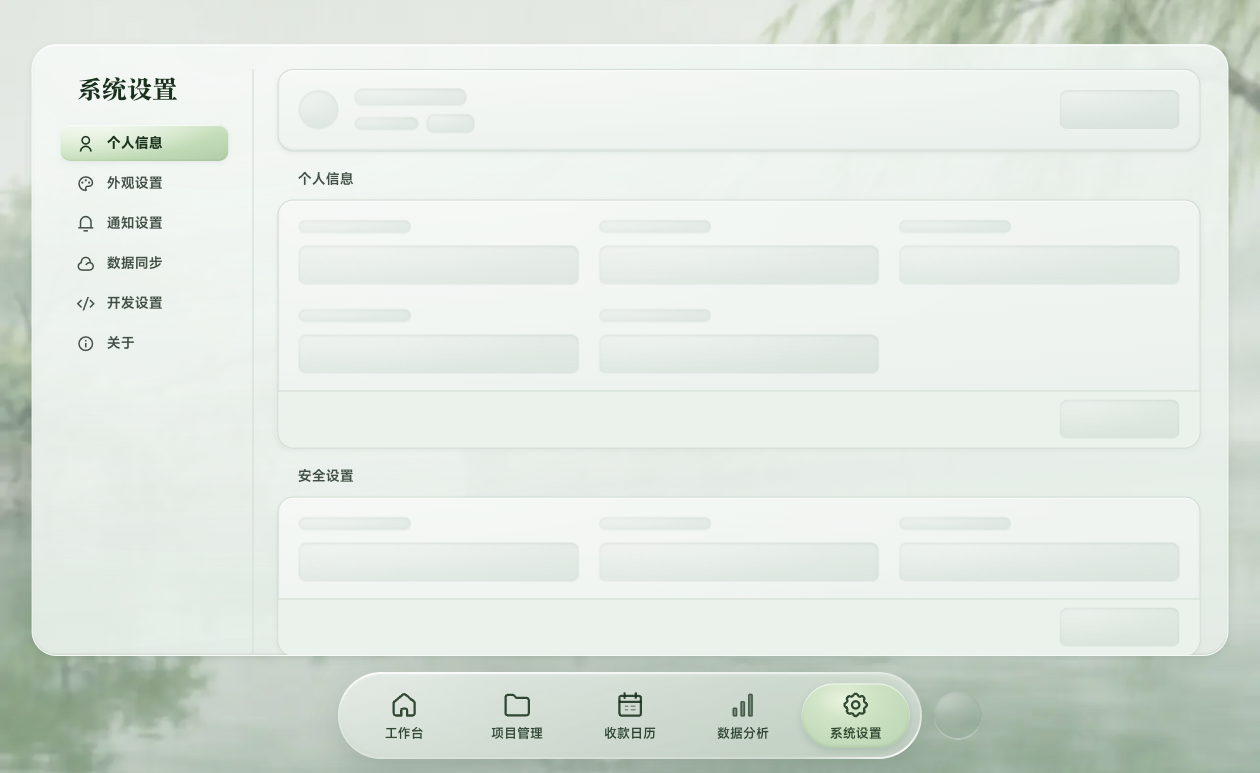 系统设置
个人信息
外观设置
通知设置
数据同步
开发设置
关于
个人信息
安全设置
工作台
项目管理
收款日历
数据分析
系统设置